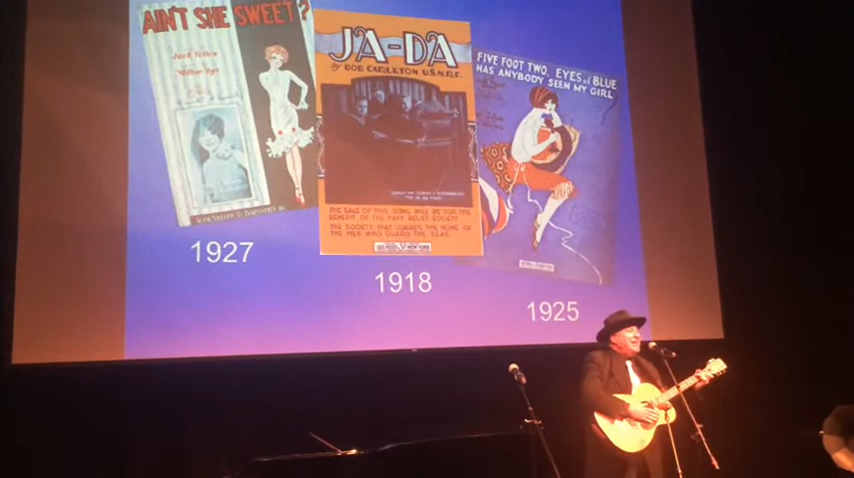 AIN'T SHE SWEET?
1927
JA-DA
By BOB CARLETON U.S.N.R.F.
THE SALE OF THIS SONG WILL BE FOR THE
BENEFIT OF THE NAVY RELIEF SOCIETY
THE SOCIETY THAT GUARDS THE HOME OF
THE MEN WHO GUARD THE SEAS.
1918
FIVE FOOT TWO, EYES OF BLUE
HAS ANYBODY SEEN MY GIRL
1925